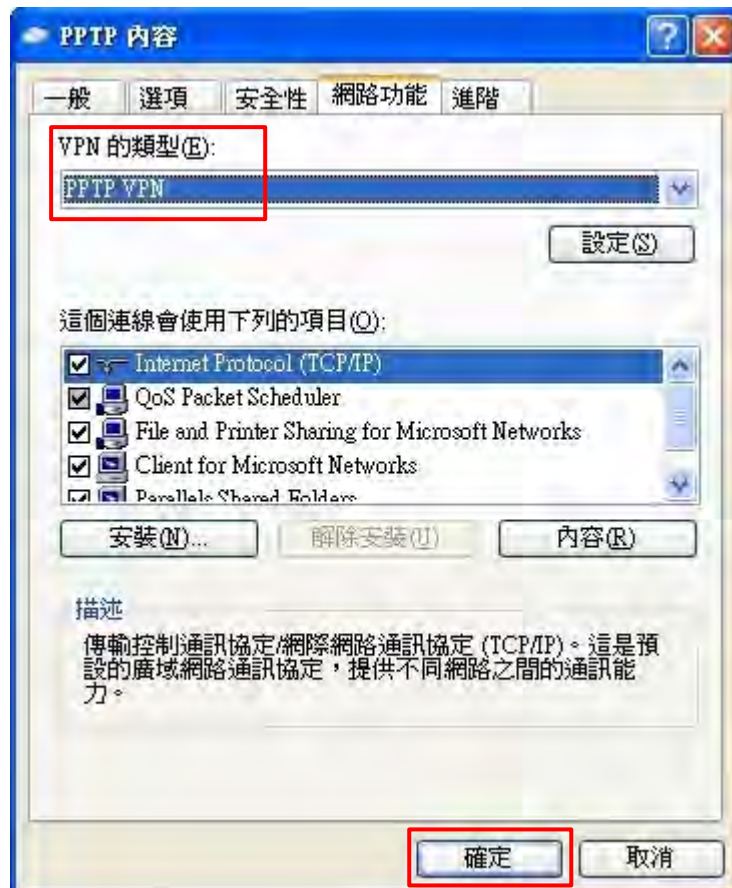 PPTP 內容
一般 選項 安全性 網路功能 進階
VPN 的類型(E):
PPTP VPN
設定(S)
這個連線會使用下列的項目(O):
Internet Protocol (TCP/IP)
QoS Packet Scheduler
File and Printer Sharing for Microsoft Networks
Client for Microsoft Networks
Parallels Shared Folders
安裝(N)... 解除安裝(U) 內容(R)
描述
傳輸控制通訊協定/網際網路通訊協定 (TCP/IP)。這是預
設的廣域網路通訊協定，提供不同網路之間的通訊能
力。
確定 取消